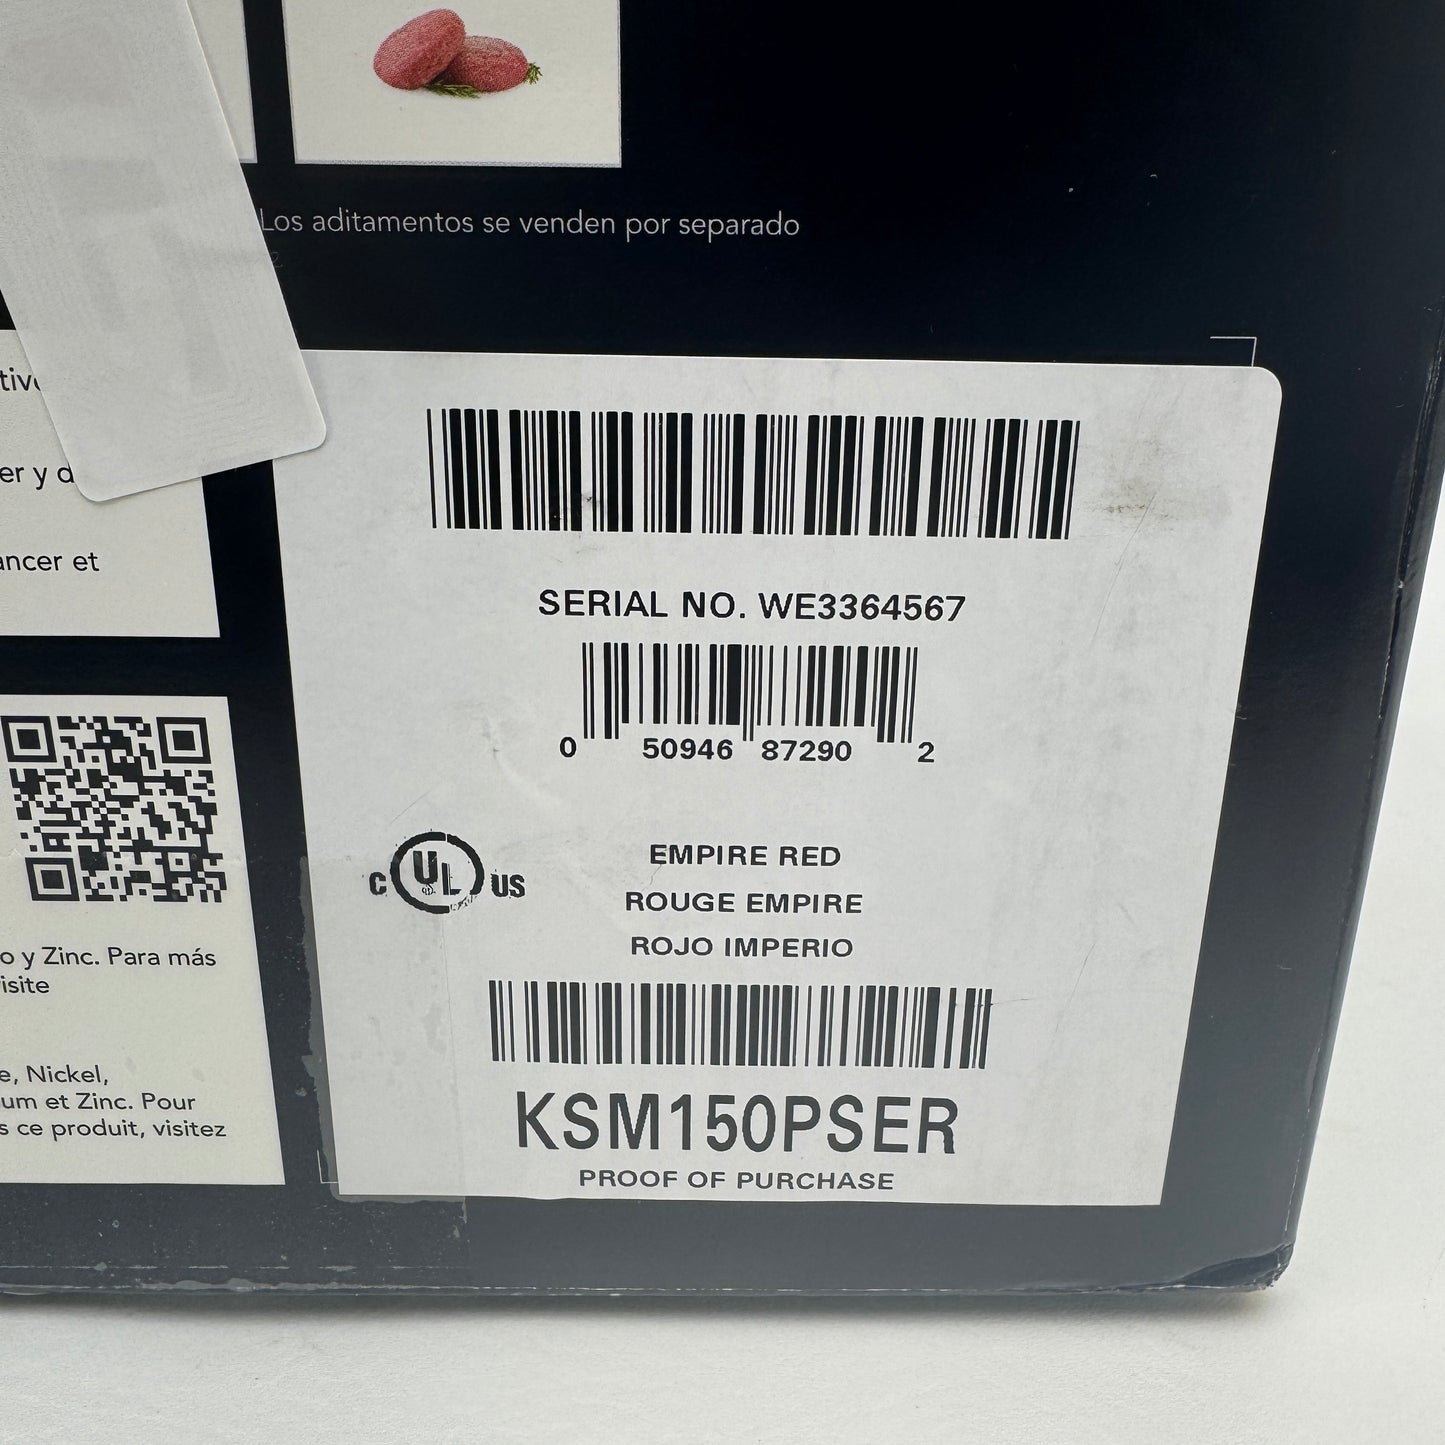 Los aditamentos se venden por separado
er y d
ancer et
SERIAL NO. WE3364567
0 50946 87290 2
C UL US
EMPIRE RED
ROUGE EMPIRE
ROJO IMPERIO
o y Zinc. Para más
isite
e, Nickel,
um et Zinc. Pour
s ce produit, visitez
KSM150PSER
PROOF OF PURCHASE